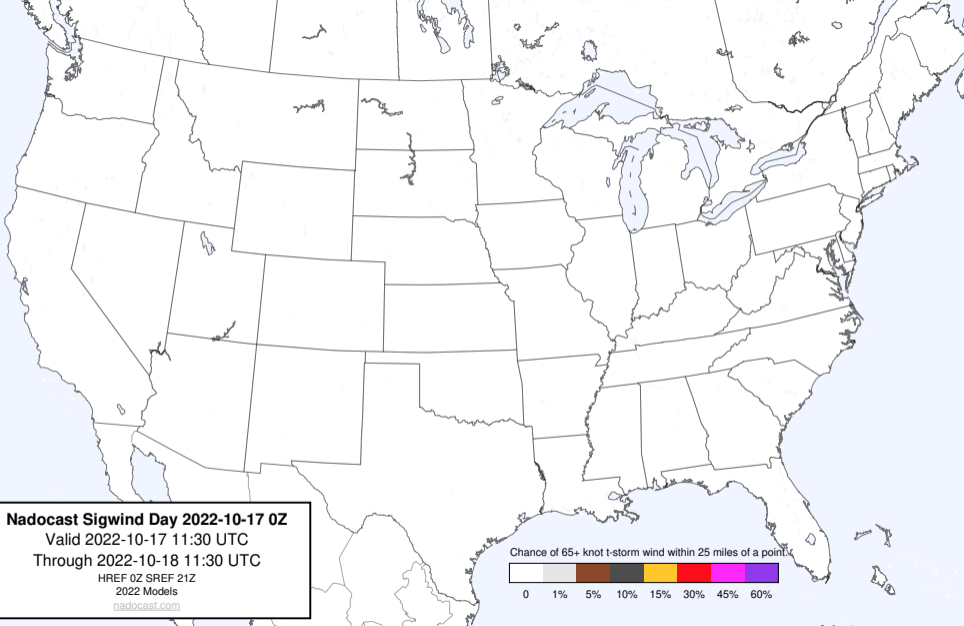 Nadocast Sigwind Day 2022-10-17 0Z
Valid 2022-10-17 11:30 UTC
Through 2022-10-18 11:30 UTC
HREF 0Z SREF 21Z
2022 Models
nadocast.com
Chance of 65+ knot t-storm wind within 25 miles of a point.
0 1% 5% 10% 15% 30% 45% 60%